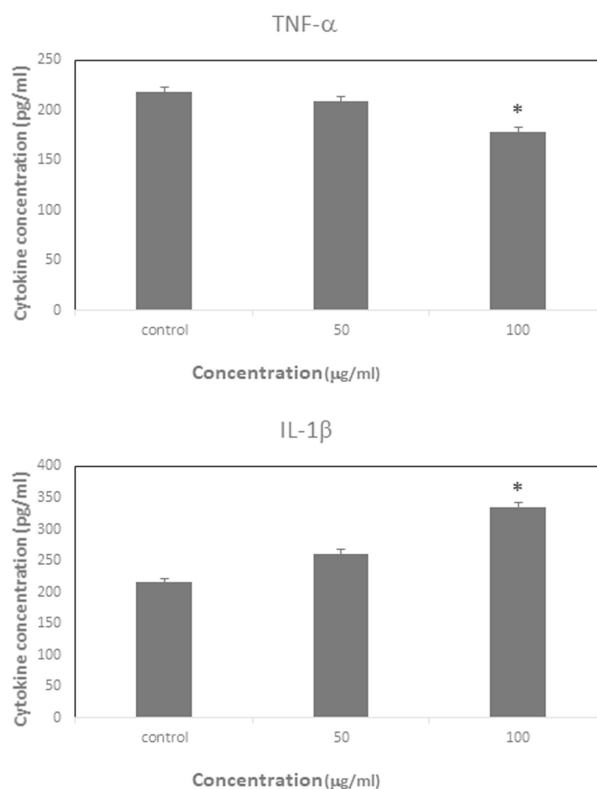 TNF-α
Cytokine concentration (pg/ml)
250
200
150
100
50
0
*
control 50 100
Concentration (µg/ml)
IL-1β
Cytokine concentration (pg/ml)
400
350
300
250
200
150
100
50
0
*
control 50 100
Concentration (µg/ml)